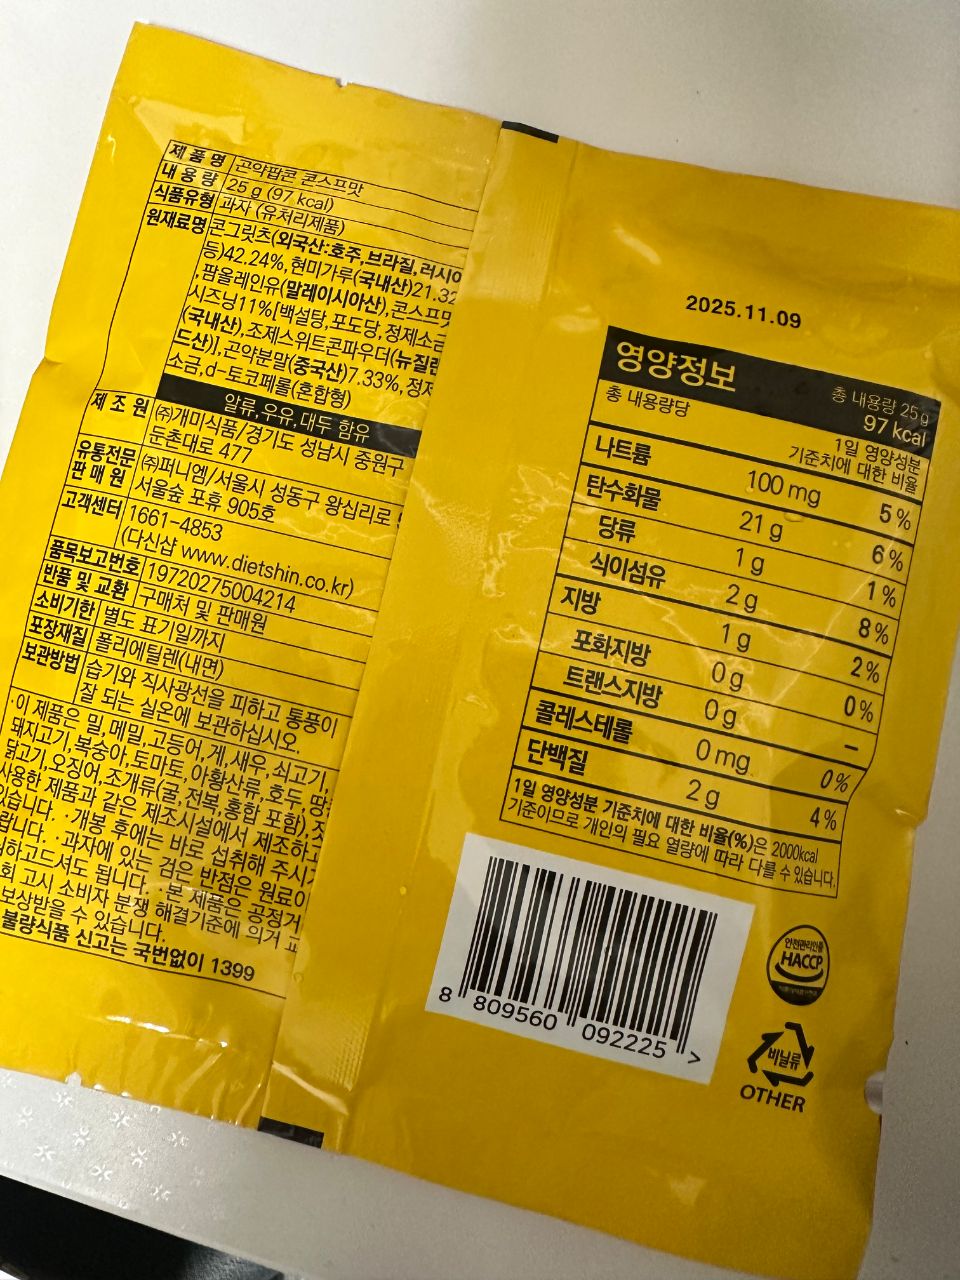 제 품 명 곤약팝콘 콘스프맛
내 용 량 25 g (97 kcal)
식품유형 과자 (유처리제품)
원재료명 콘그릿츠(외국산:호주,브라질,러시아
등)42.24%, 현미가루(국내산)21.32
,팜올레인유(말레이시아산),콘스프맛
시즈닝11%[백설탕,포도당,정제소금
(국내산),조제스위트콘파우더(뉴질랜
드산)],곤약분말(중국산)7.33%,정제
소금,d-토코페롤(혼합형)
알류,우유,대두 함유
제 조 원 ㈜개미식품/경기도 성남시 중원구
둔촌대로 477
유통전문
판 매 원 ㈜퍼니엠/서울시 성동구 왕십리로
서울숲 포휴 905호
고객센터 1661-4853
(다신샵 www.dietshin.co.kr)
품목보고번호 19720275004214
반품 및 교환 구매처 및 판매원
소비기한 별도 표기일까지
포장재질 폴리에틸렌(내면)
보관방법 습기와 직사광선을 피하고 통풍이
잘 되는 실온에 보관하십시오.
·이 제품은 밀,메밀,고등어,게,새우,쇠고기,
돼지고기,복숭아,토마토,아황산류,호두,땅
닭고기,오징어,조개류(굴,전복,홍합 포함),잣
사용한 제품과 같은 제조시설에서 제조하고
있습니다. ·개봉 후에는 바로 섭취해 주시기
랍니다. ·과자에 있는 검은 반점은 원료이
하고드셔도 됩니다. ·본 제품은 공정거
회 고시 소비자 분쟁 해결기준에 의거 교
보상받을 수 있습니다.
불량식품 신고는 국번없이 1399
2025.11.09
영양정보 총 내용량 25 g
97 kcal
총 내용량당 1일 영양성분
기준치에 대한 비율
나트륨 100 mg 5 %
탄수화물 21 g 6 %
당류 1 g 1 %
식이섬유 2 g 8 %
지방 1 g 2 %
포화지방 0 g 0 %
트랜스지방 0 g –
콜레스테롤 0 mg 0 %
단백질 2 g 4 %
1일 영양성분 기준치에 대한 비율(%)은 2000kcal
기준이므로 개인의 필요 열량에 따라 다를 수 있습니다.
8 809560 092225 >
안전관리인증
HACCP
비닐류
OTHER